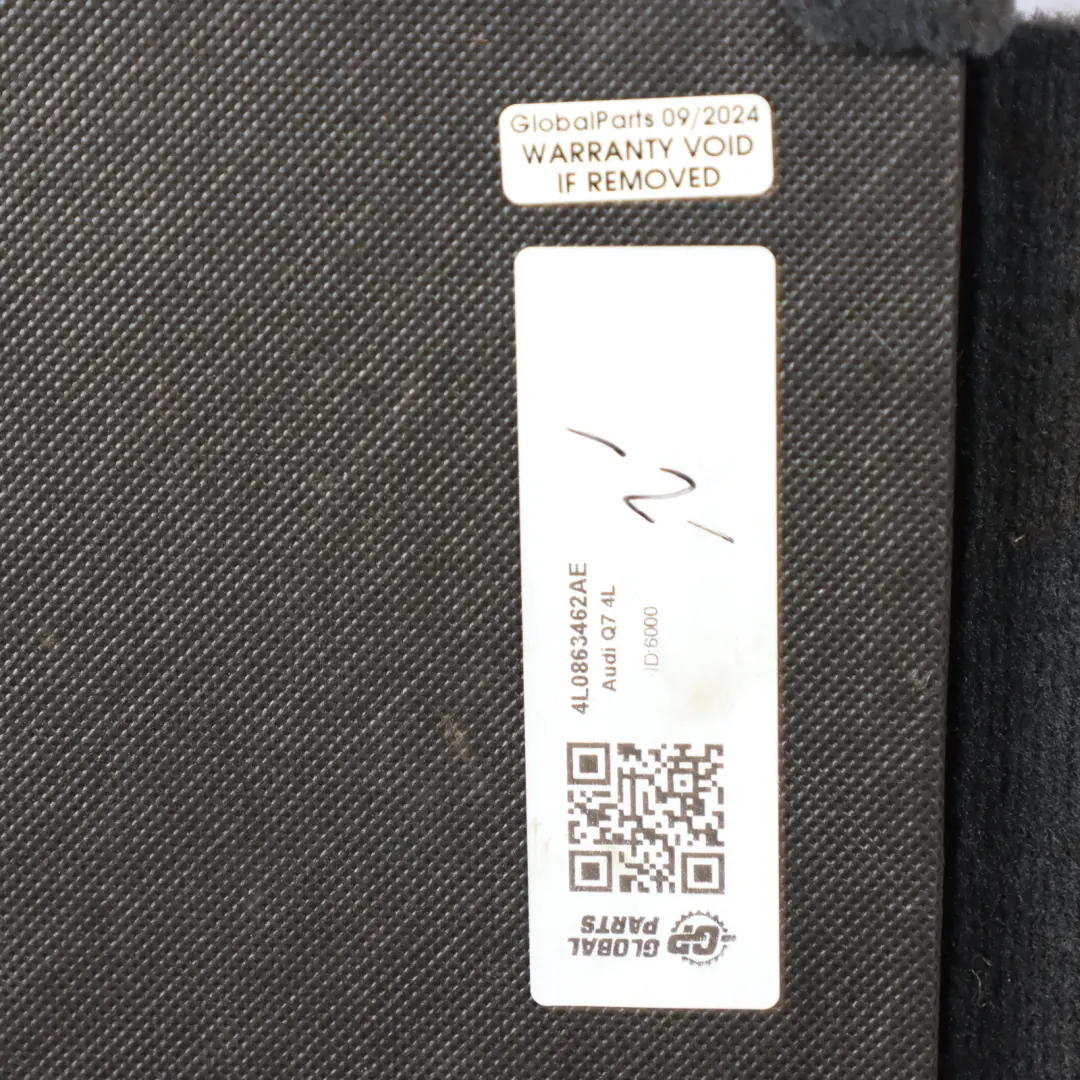 GlobalParts 09/2024
WARRANTY VOID
IF REMOVED
4L0863462AE
Audi Q7 4L
ID:6000
GLOBAL
PARTS